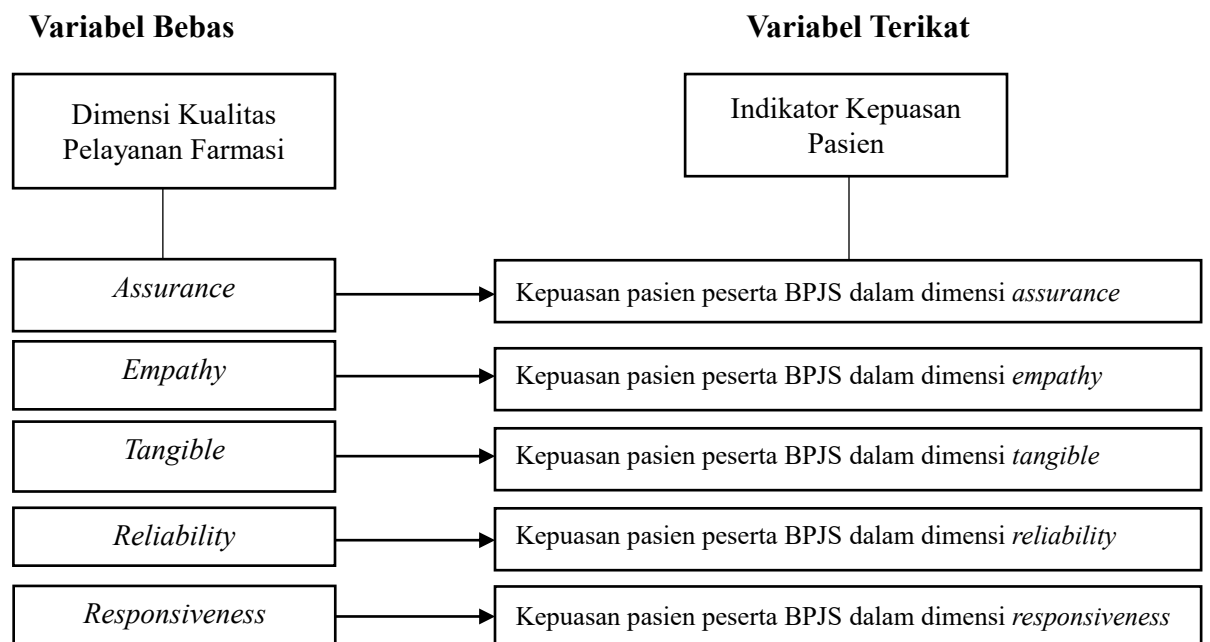 Variabel Bebas
Variabel Terikat
Dimensi Kualitas
Pelayanan Farmasi
Indikator Kepuasan
Pasien
Assurance
Kepuasan pasien peserta BPJS dalam dimensi assurance
Empathy
Kepuasan pasien peserta BPJS dalam dimensi empathy
Tangible
Kepuasan pasien peserta BPJS dalam dimensi tangible
Reliability
Kepuasan pasien peserta BPJS dalam dimensi reliability
Responsiveness
Kepuasan pasien peserta BPJS dalam dimensi responsiveness